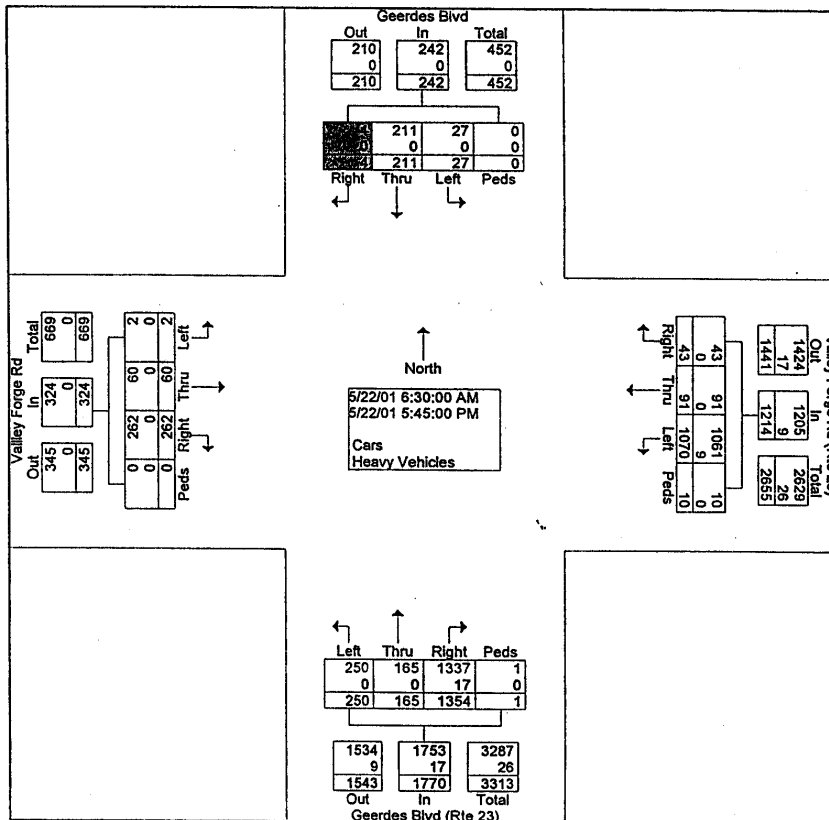 Geerdes Blvd
Out In Total
210 242 452
0 0 0
210 242 452
211 27 0
0 0 0
211 27 0
Right Thru Left Peds
Vallley Forge Rd
Total In Out
669 324 345
0 0 0
669 324 345
Left Thru Right Peds
2 60 262 0
0 0 0 0
2 60 262 0
North
5/22/01 6:30:00 AM
5/22/01 5:45:00 PM
Cars
Heavy Vehicles
Out In Total
1424 1205 2629
17 9 26
1441 1214 2655
43 91 1061 10
0 0 9 0
43 91 1070 10
Right Thru Left Peds
Left Thru Right Peds
250 165 1337 1
0 0 17 0
250 165 1354 1
1534 1753 3287
9 17 26
1543 1770 3313
Out In Total
Geerdes Blvd (Rte 23)